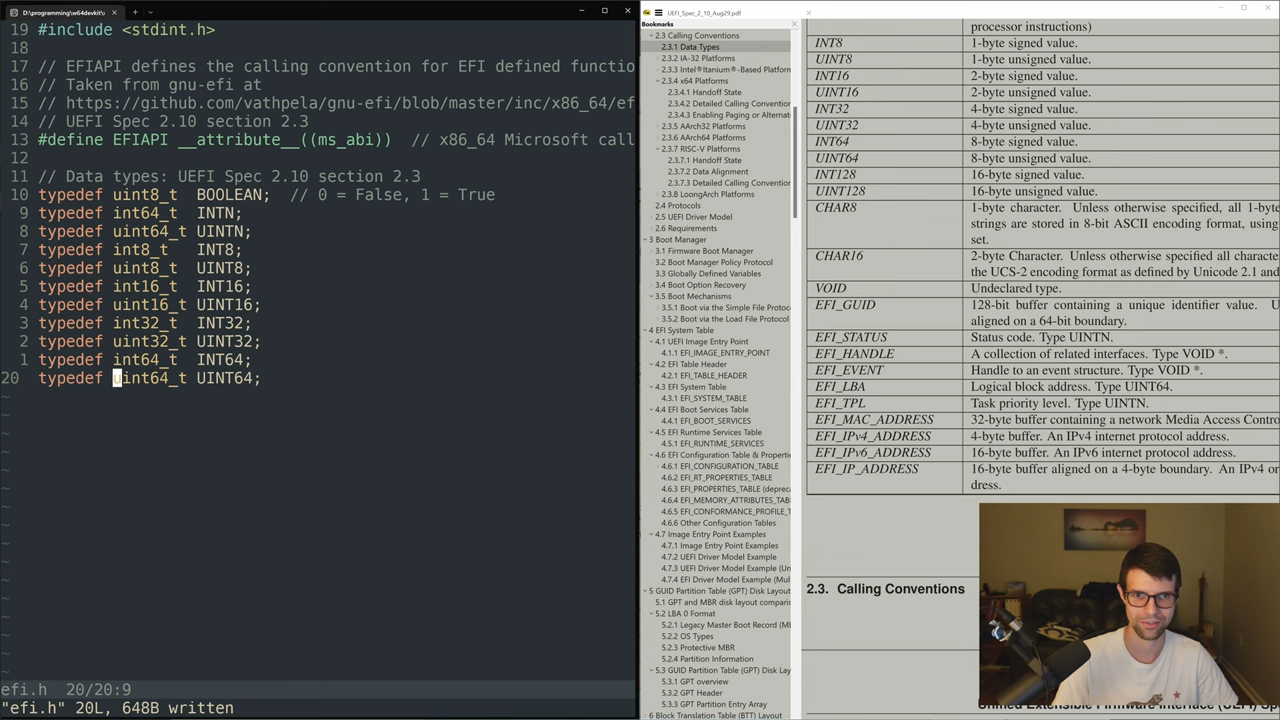 D:\programming\w64devkit\
19 #include <stdint.h>
18
17 // EFIAPI defines the calling convention for EFI defined functio
16 // Taken from gnu-efi at
15 // https://github.com/vathpela/gnu-efi/blob/master/inc/x86_64/ef
14 // UEFI Spec 2.10 section 2.3
13 #define EFIAPI __attribute__((ms_abi))  // x86_64 Microsoft call
12
11 // Data types: UEFI Spec 2.10 section 2.3
10 typedef uint8_t  BOOLEAN;  // 0 = False, 1 = True
9 typedef int64_t  INTN;
8 typedef uint64_t UINTN;
7 typedef int8_t   INT8;
6 typedef uint8_t  UINT8;
5 typedef int16_t  INT16;
4 typedef uint16_t UINT16;
3 typedef int32_t  INT32;
2 typedef uint32_t UINT32;
1 typedef int64_t  INT64;
20 typedef uint64_t UINT64;
efi.h  20/20:9
"efi.h" 20L, 648B written
UEFI_Spec_2_10_Aug29.pdf
Bookmarks
2.3 Calling Conventions
2.3.1 Data Types
2.3.2 IA-32 Platforms
2.3.3 Intel®Itanium®-Based Platform
2.3.4 x64 Platforms
2.3.4.1 Handoff State
2.3.4.2 Detailed Calling Convention
2.3.4.3 Enabling Paging or Alternat
2.3.5 AArch32 Platforms
2.3.6 AArch64 Platforms
2.3.7 RISC-V Platforms
2.3.7.1 Handoff State
2.3.7.2 Data Alignment
2.3.7.3 Detailed Calling Convention
2.3.8 LoongArch Platforms
2.4 Protocols
2.5 UEFI Driver Model
2.6 Requirements
3 Boot Manager
3.1 Firmware Boot Manager
3.2 Boot Manager Policy Protocol
3.3 Globally Defined Variables
3.4 Boot Option Recovery
3.5 Boot Mechanisms
3.5.1 Boot via the Simple File Protoc
3.5.2 Boot via the Load File Protocol
4 EFI System Table
4.1 UEFI Image Entry Point
4.1.1 EFI_IMAGE_ENTRY_POINT
4.2 EFI Table Header
4.2.1 EFI_TABLE_HEADER
4.3 EFI System Table
4.3.1 EFI_SYSTEM_TABLE
4.4 EFI Boot Services Table
4.4.1 EFI_BOOT_SERVICES
4.5 EFI Runtime Services Table
4.5.1 EFI_RUNTIME_SERVICES
4.6 EFI Configuration Table & Properti
4.6.1 EFI_CONFIGURATION_TABLE
4.6.2 EFI_RT_PROPERTIES_TABLE
4.6.3 EFI_PROPERTIES_TABLE (depreca
4.6.4 EFI_MEMORY_ATTRIBUTES_TAB
4.6.5 EFI_CONFORMANCE_PROFILE_T
4.6.6 Other Configuration Tables
4.7 Image Entry Point Examples
4.7.1 Image Entry Point Examples
4.7.2 UEFI Driver Model Example
4.7.3 UEFI Driver Model Example (Un
4.7.4 EFI Driver Model Example (Mul
5 GUID Partition Table (GPT) Disk Layout
5.1 GPT and MBR disk layout comparis
5.2 LBA 0 Format
5.2.1 Legacy Master Boot Record (M
5.2.2 OS Types
5.2.3 Protective MBR
5.2.4 Partition Information
5.3 GUID Partition Table (GPT) Disk Lay
5.3.1 GPT overview
5.3.2 GPT Header
5.3.3 GPT Partition Entry Array
6 Block Translation Table (BTT) Layout
processor instructions)
INT8 1-byte signed value.
UINT8 1-byte unsigned value.
INT16 2-byte signed value.
UINT16 2-byte unsigned value.
INT32 4-byte signed value.
UINT32 4-byte unsigned value.
INT64 8-byte signed value.
UINT64 8-byte unsigned value.
INT128 16-byte signed value.
UINT128 16-byte unsigned value.
CHAR8 1-byte character. Unless otherwise specified, all 1-byte
strings are stored in 8-bit ASCII encoding format, using
set.
CHAR16 2-byte Character. Unless otherwise specified all characte
the UCS-2 encoding format as defined by Unicode 2.1 and
VOID Undeclared type.
EFI_GUID 128-bit buffer containing a unique identifier value. U
aligned on a 64-bit boundary.
EFI_STATUS Status code. Type UINTN.
EFI_HANDLE A collection of related interfaces. Type VOID *.
EFI_EVENT Handle to an event structure. Type VOID *.
EFI_LBA Logical block address. Type UINT64.
EFI_TPL Task priority level. Type UINTN.
EFI_MAC_ADDRESS 32-byte buffer containing a network Media Access Contro
EFI_IPv4_ADDRESS 4-byte buffer. An IPv4 internet protocol address.
EFI_IPv6_ADDRESS 16-byte buffer. An IPv6 internet protocol address.
EFI_IP_ADDRESS 16-byte buffer aligned on a 4-byte boundary. An IPv4 or
dress.
2.3. Calling Conventions